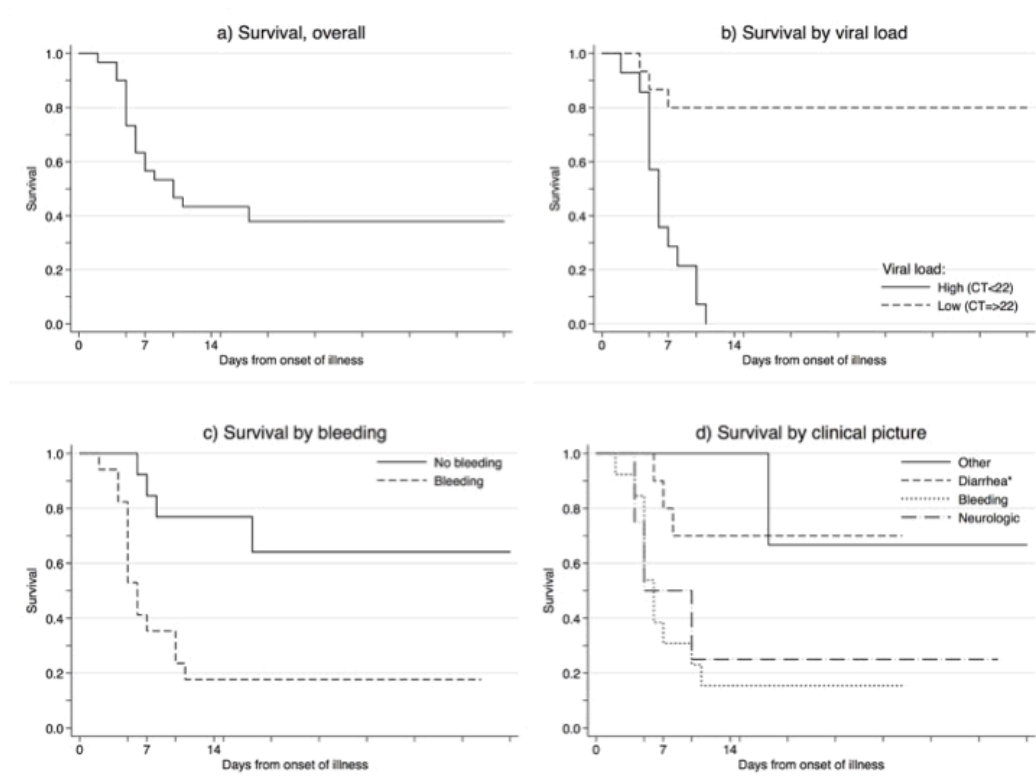 a) Survival, overall
1.0
0.8
0.6
0.4
0.2
0.0
Survival
0 7 14
Days from onset of illness
b) Survival by viral load
1.0
0.8
0.6
0.4
0.2
0.0
Survival
Viral load:
High (CT<22)
Low (CT=>22)
0 7 14
Days from onset of illness
c) Survival by bleeding
1.0
0.8
0.6
0.4
0.2
0.0
Survival
No bleeding
Bleeding
0 7 14
Days from onset of illness
d) Survival by clinical picture
1.0
0.8
0.6
0.4
0.2
0.0
Survival
Other
Diarrhea*
Bleeding
Neurologic
0 7 14
Days from onset of illness